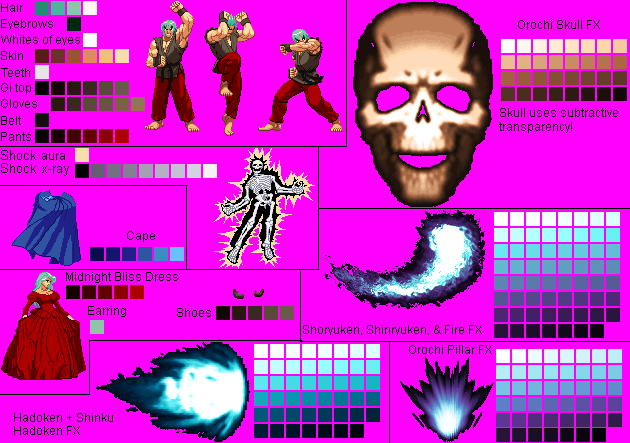 Hair
Eyebrows
Whites of eyes
Skin
Teeth
Gi top
Gloves
Belt
Pants
Shock aura
Shock x-ray
Orochi Skull FX
Skull uses subtractive
transparency!
Cape
Midnight Bliss Dress
Earring
Shoes
Shoryuken, Shinryuken, & Fire FX
Orochi Pillar FX
Hadoken + Shinku
Hadoken FX